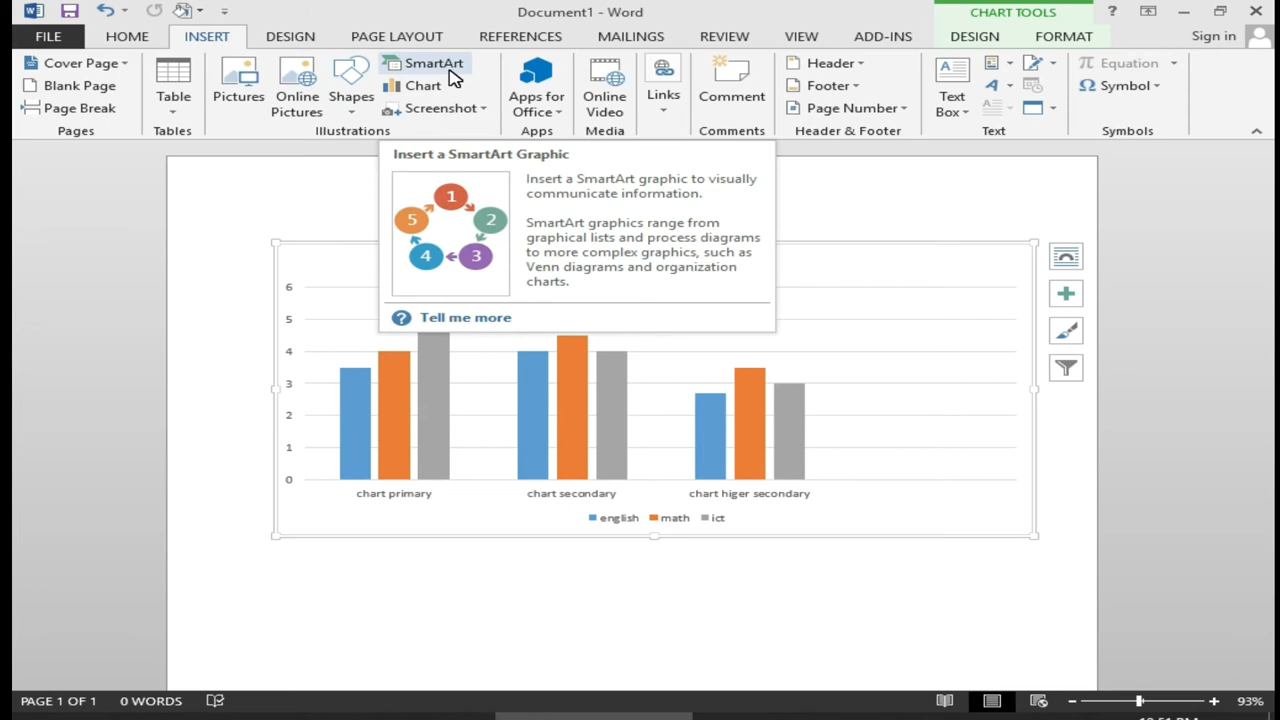 Document1 - Word
CHART TOOLS
FILE
HOME
INSERT
DESIGN
PAGE LAYOUT
REFERENCES
MAILINGS
REVIEW
VIEW
ADD-INS
DESIGN
FORMAT
Sign in
Cover Page
Blank Page
Page Break
Pages
Table
Tables
Pictures
Online
Pictures
Shapes
SmartArt
Chart
Screenshot
Illustrations
Apps for
Office
Apps
Online
Video
Media
Links
Comment
Comments
Header
Footer
Page Number
Header & Footer
Text
Box
Text
Equation
Symbol
Symbols
Insert a SmartArt Graphic
1
2
3
4
5
Insert a SmartArt graphic to visually
communicate information.
SmartArt graphics range from
graphical lists and process diagrams
to more complex graphics, such as
Venn diagrams and organization
charts.
Tell me more
6
5
4
3
2
1
0
chart primary
chart secondary
chart higer secondary
english
math
ict
PAGE 1 OF 1
0 WORDS
93%